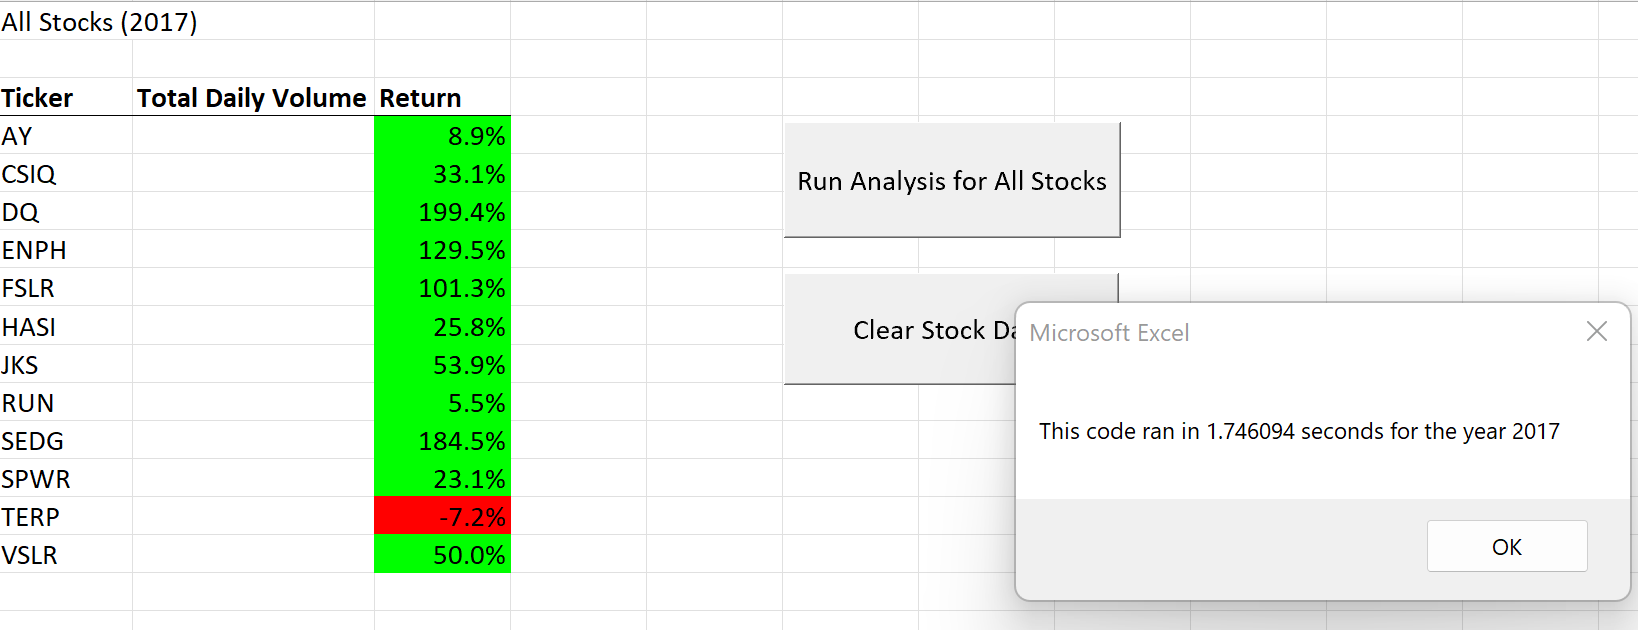 All Stocks (2017)
Ticker Total Daily Volume Return
AY 8.9%
CSIQ 33.1%
DQ 199.4%
ENPH 129.5%
FSLR 101.3%
HASI 25.8%
JKS 53.9%
RUN 5.5%
SEDG 184.5%
SPWR 23.1%
TERP -7.2%
VSLR 50.0%
Run Analysis for All Stocks
Clear Stock
Microsoft Excel
This code ran in 1.746094 seconds for the year 2017
OK